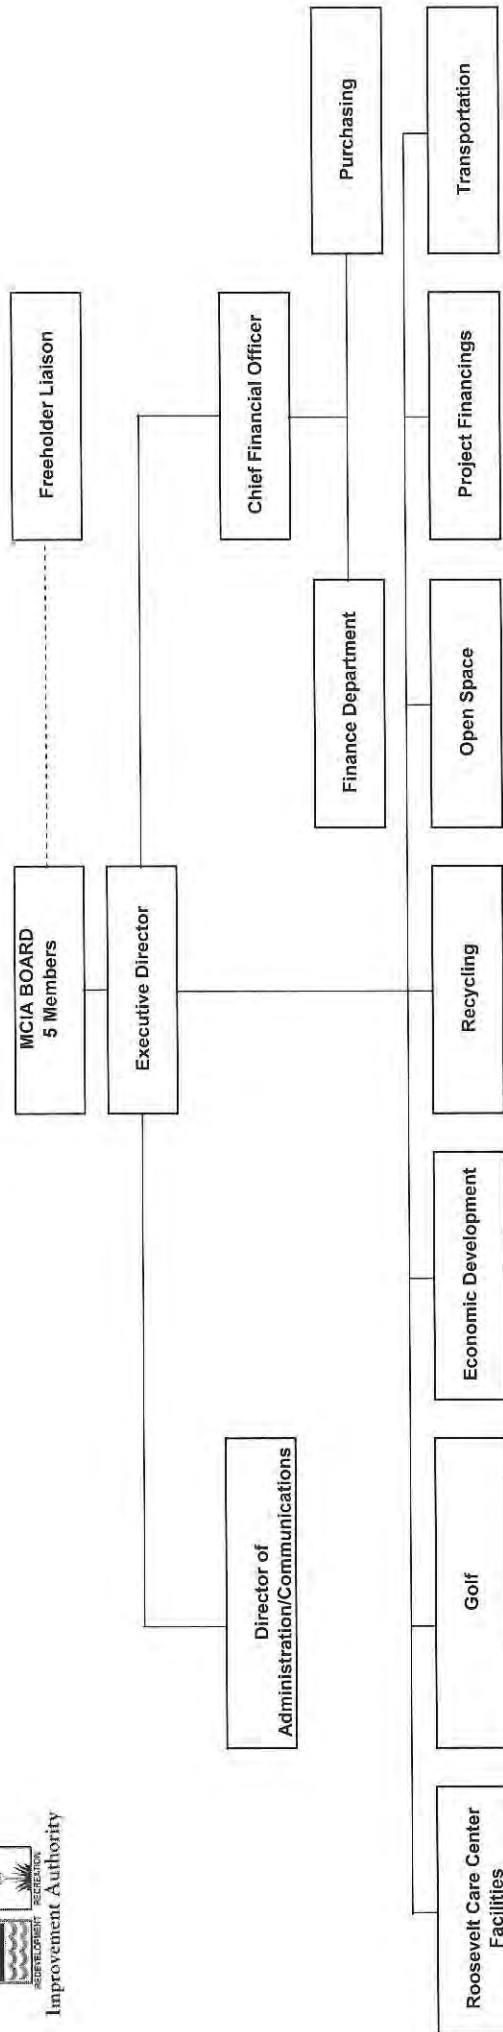 REDEVELOPMENT RECREATION
Improvement Authority
MCIA BOARD
5 Members
Freeholder Liaison
Executive Director
Director of
Administration/Communications
Chief Financial Officer
Finance Department
Purchasing
Roosevelt Care Center
Facilities
Golf
Economic Development
Recycling
Open Space
Project Financings
Transportation